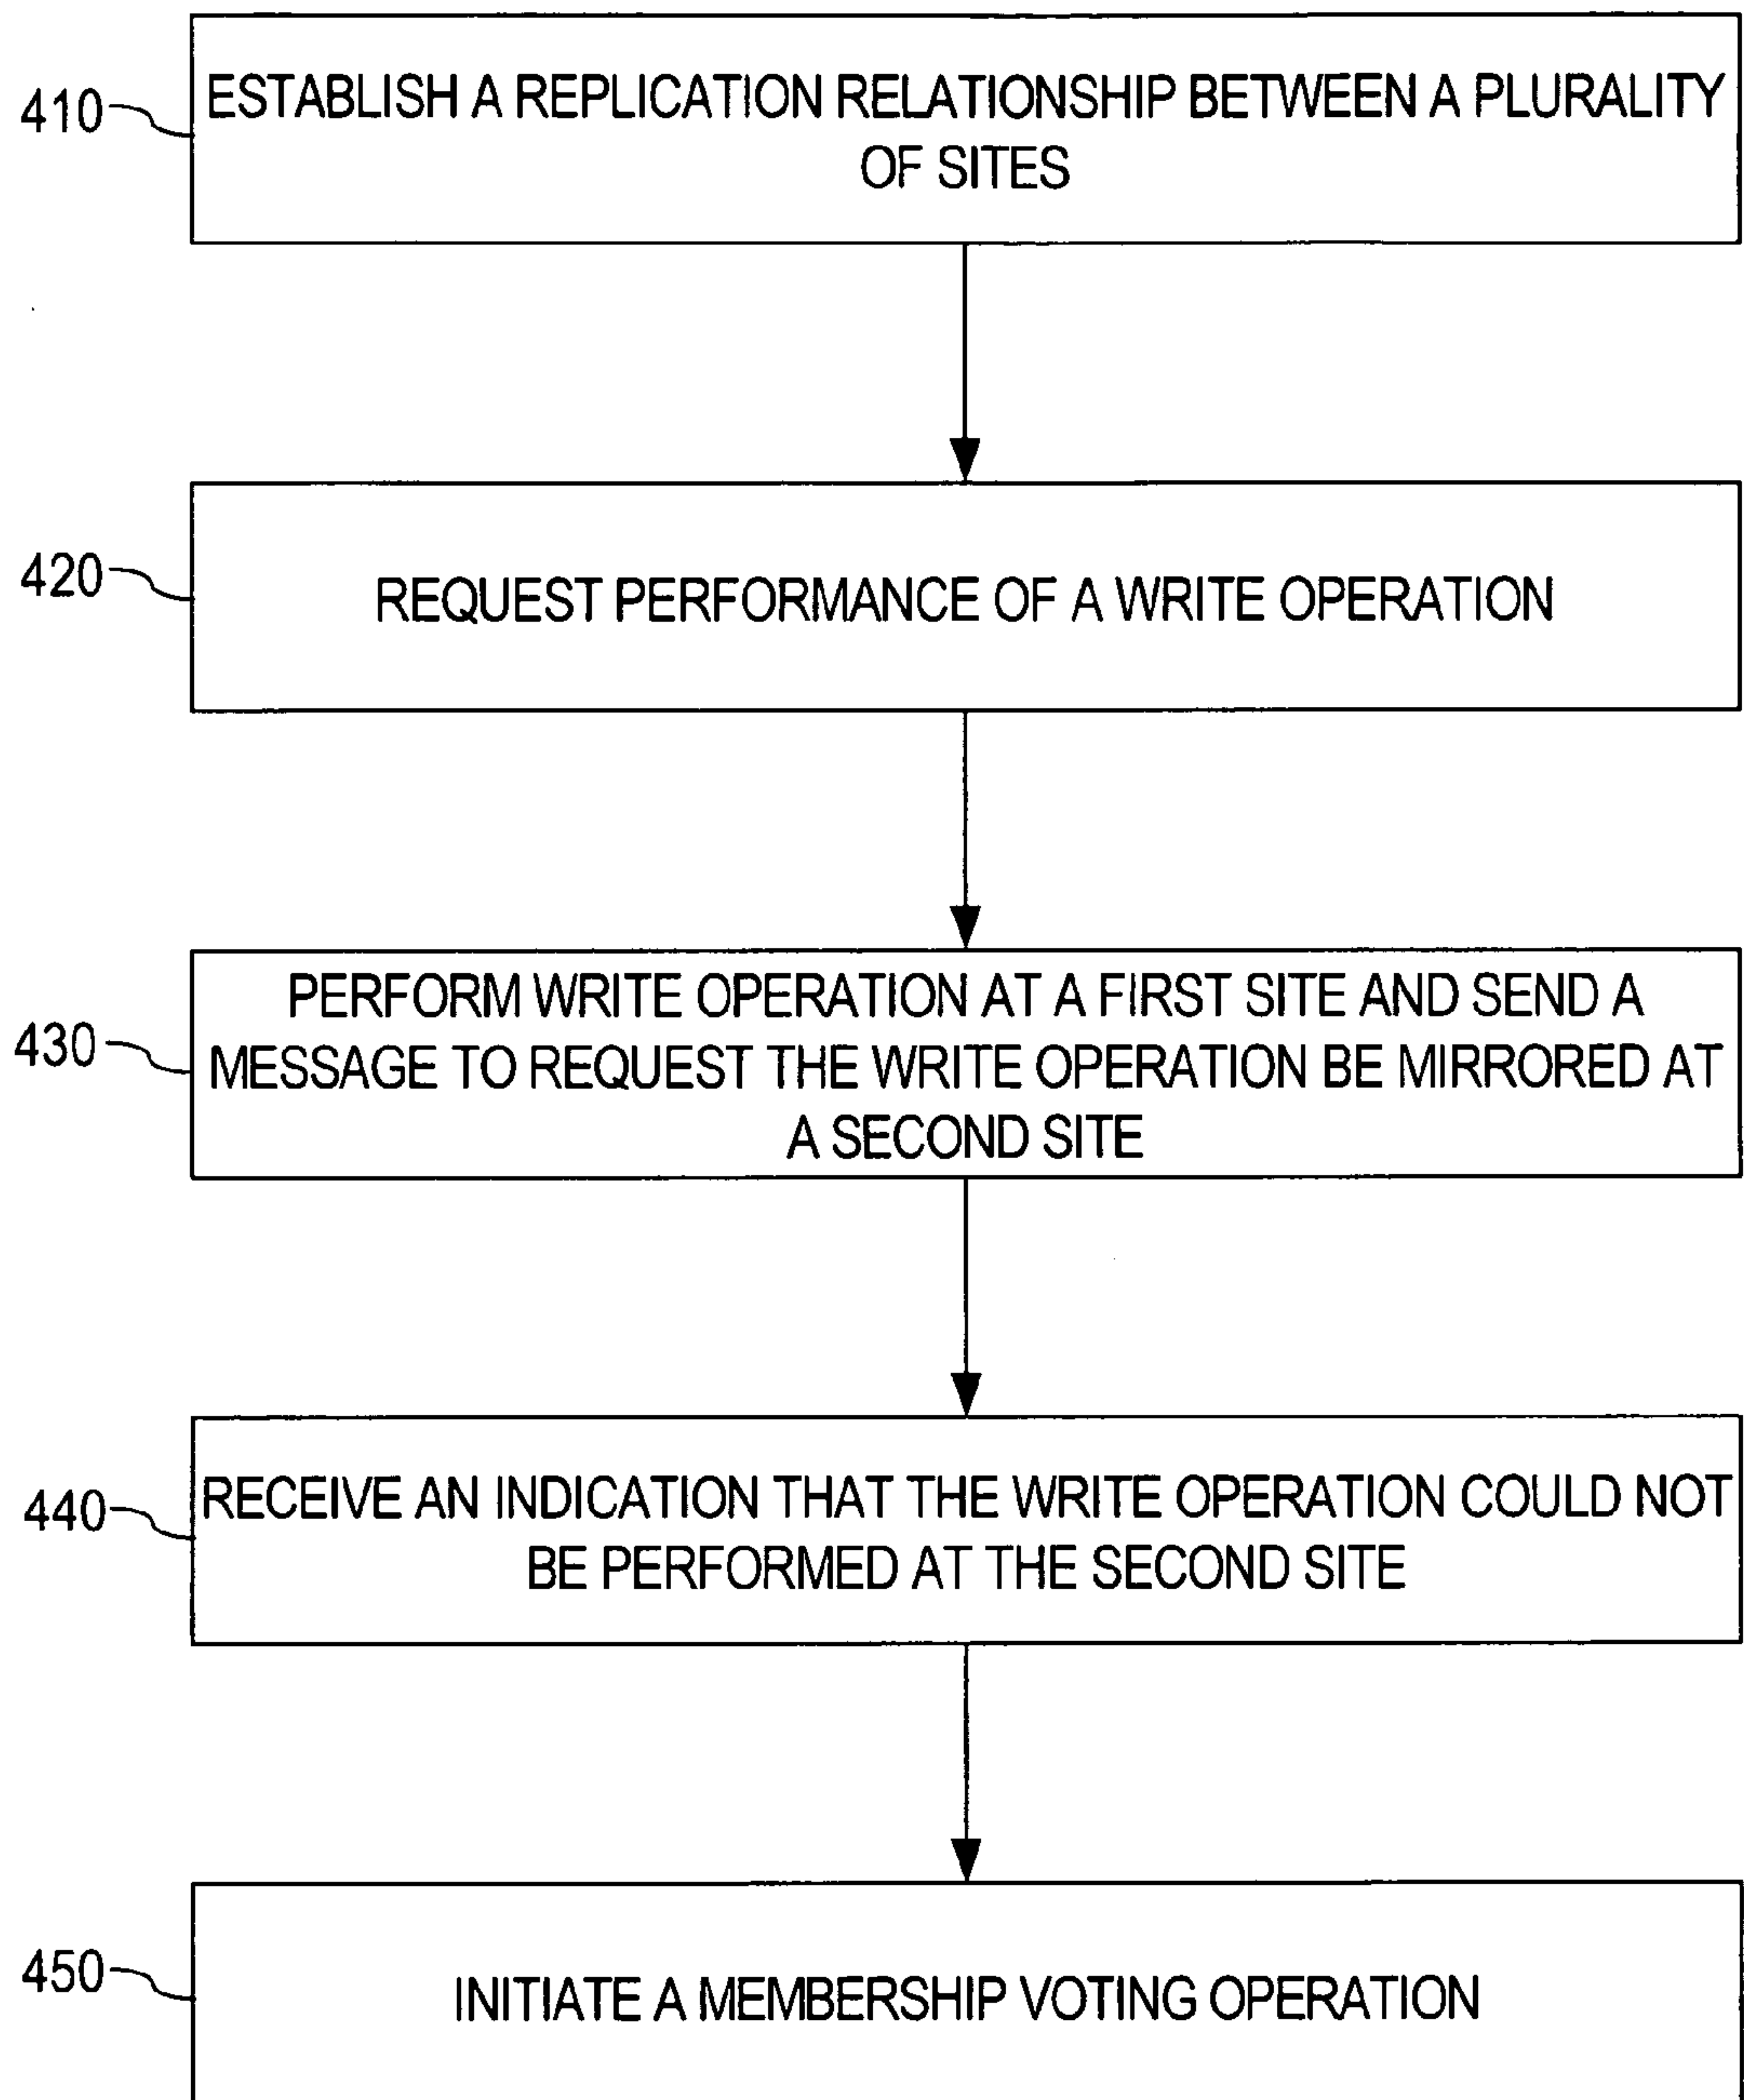 410
ESTABLISH A REPLICATION RELATIONSHIP BETWEEN A PLURALITY
OF SITES
420
REQUEST PERFORMANCE OF A WRITE OPERATION
430
PERFORM WRITE OPERATION AT A FIRST SITE AND SEND A
MESSAGE TO REQUEST THE WRITE OPERATION BE MIRRORED AT
A SECOND SITE
440
RECEIVE AN INDICATION THAT THE WRITE OPERATION COULD NOT
BE PERFORMED AT THE SECOND SITE
450
INITIATE A MEMBERSHIP VOTING OPERATION